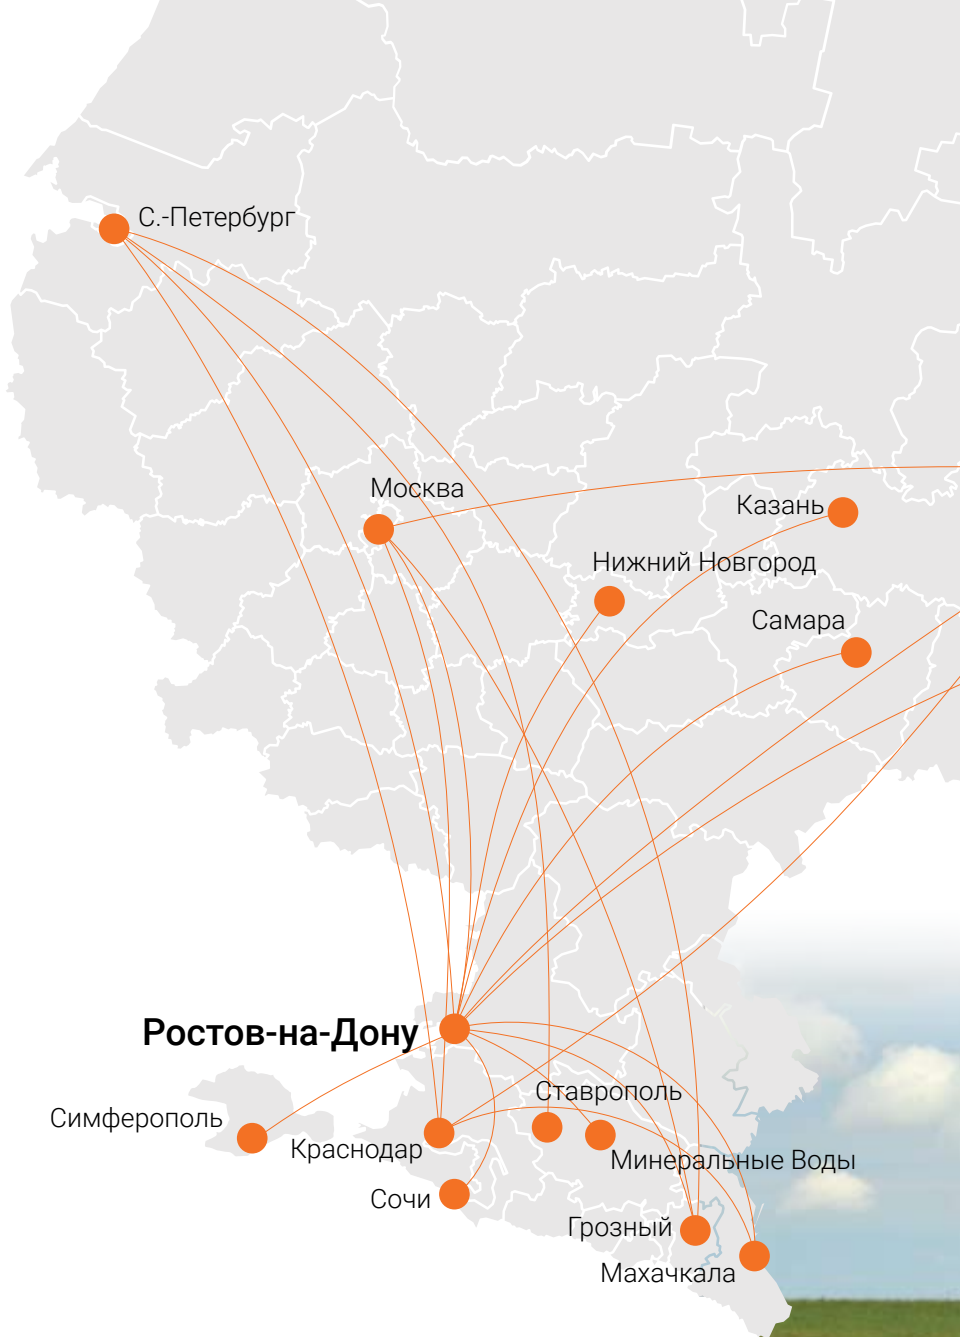 С.-Петербург
Москва
Казань
Нижний Новгород
Самара
Ростов-на-Дону
Ставрополь
Симферополь
Краснодар
Минеральные Воды
Сочи
Грозный
Махачкала